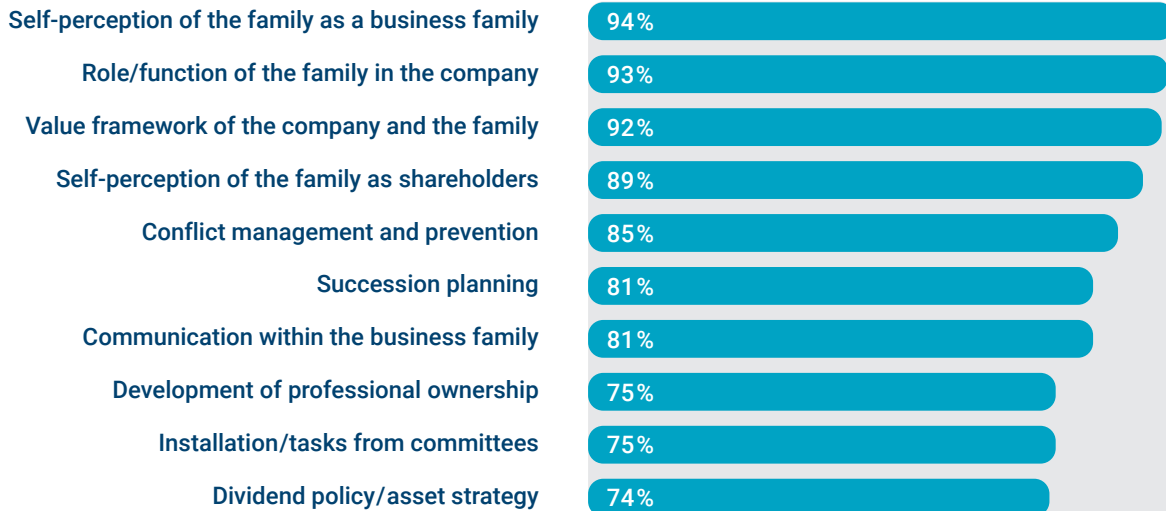 Self-perception of the family as a business family 94%
Role/function of the family in the company 93%
Value framework of the company and the family 92%
Self-perception of the family as shareholders 89%
Conflict management and prevention 85%
Succession planning 81%
Communication within the business family 81%
Development of professional ownership 75%
Installation/tasks from committees 75%
Dividend policy/asset strategy 74%